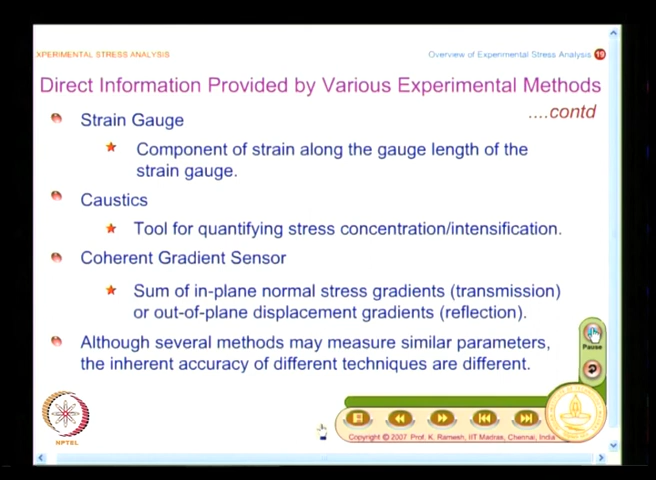 XPERIMENTAL STRESS ANALYSIS
Overview of Experimental Stress Analysis 19
Direct Information Provided by Various Experimental Methods
....contd
Strain Gauge
Component of strain along the gauge length of the
strain gauge.
Caustics
Tool for quantifying stress concentration/intensification.
Coherent Gradient Sensor
Sum of in-plane normal stress gradients (transmission)
or out-of-plane displacement gradients (reflection).
Although several methods may measure similar parameters,
the inherent accuracy of different techniques are different.
Pause
NPTEL
Copyright © 2007 Prof. K. Ramesh, IIT Madras, Chennai, India